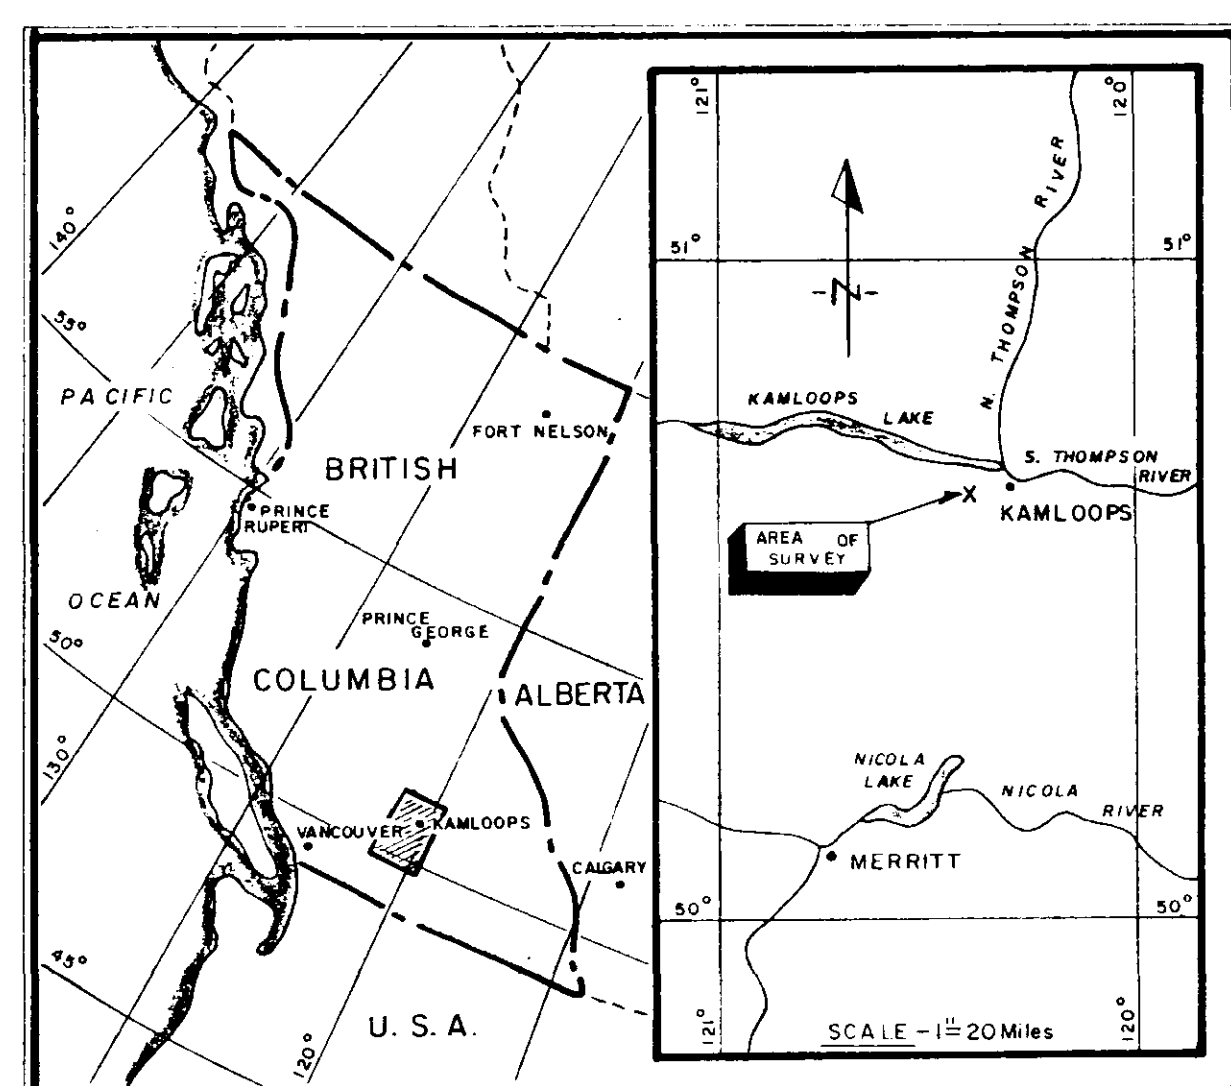 140°
55°
PACIFIC
FORT NELSON
BRITISH
PRINCE
RUPERT
OCEAN
PRINCE
GEORGE
50°
COLUMBIA
ALBERTA
130°
VANCOUVER
KAMLOOPS
CALGARY
45°
U. S. A.
120°
121°
120°
N. THOMPSON RIVER
51°
51°
-N-
KAMLOOPS
LAKE
S. THOMPSON
RIVER
KAMLOOPS
AREA OF
SURVEY
NICOLA
LAKE
NICOLA
RIVER
MERRITT
50°
50°
121°
120°
SCALE - 1" = 20 Miles